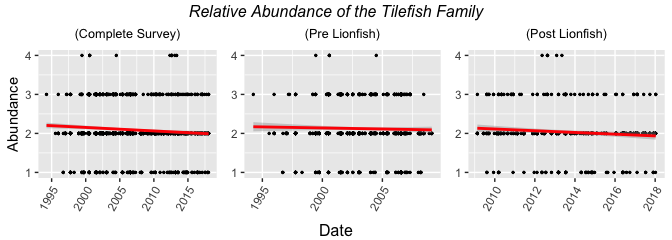 Relative Abundance of the Tilefish Family
(Complete Survey) (Pre Lionfish) (Post Lionfish)
Abundance
4 4 4
3 3 3
2 2 2
1 1 1
1995 2000 2005 2010 2015 1995 2000 2005 2010 2012 2014 2016 2018
Date